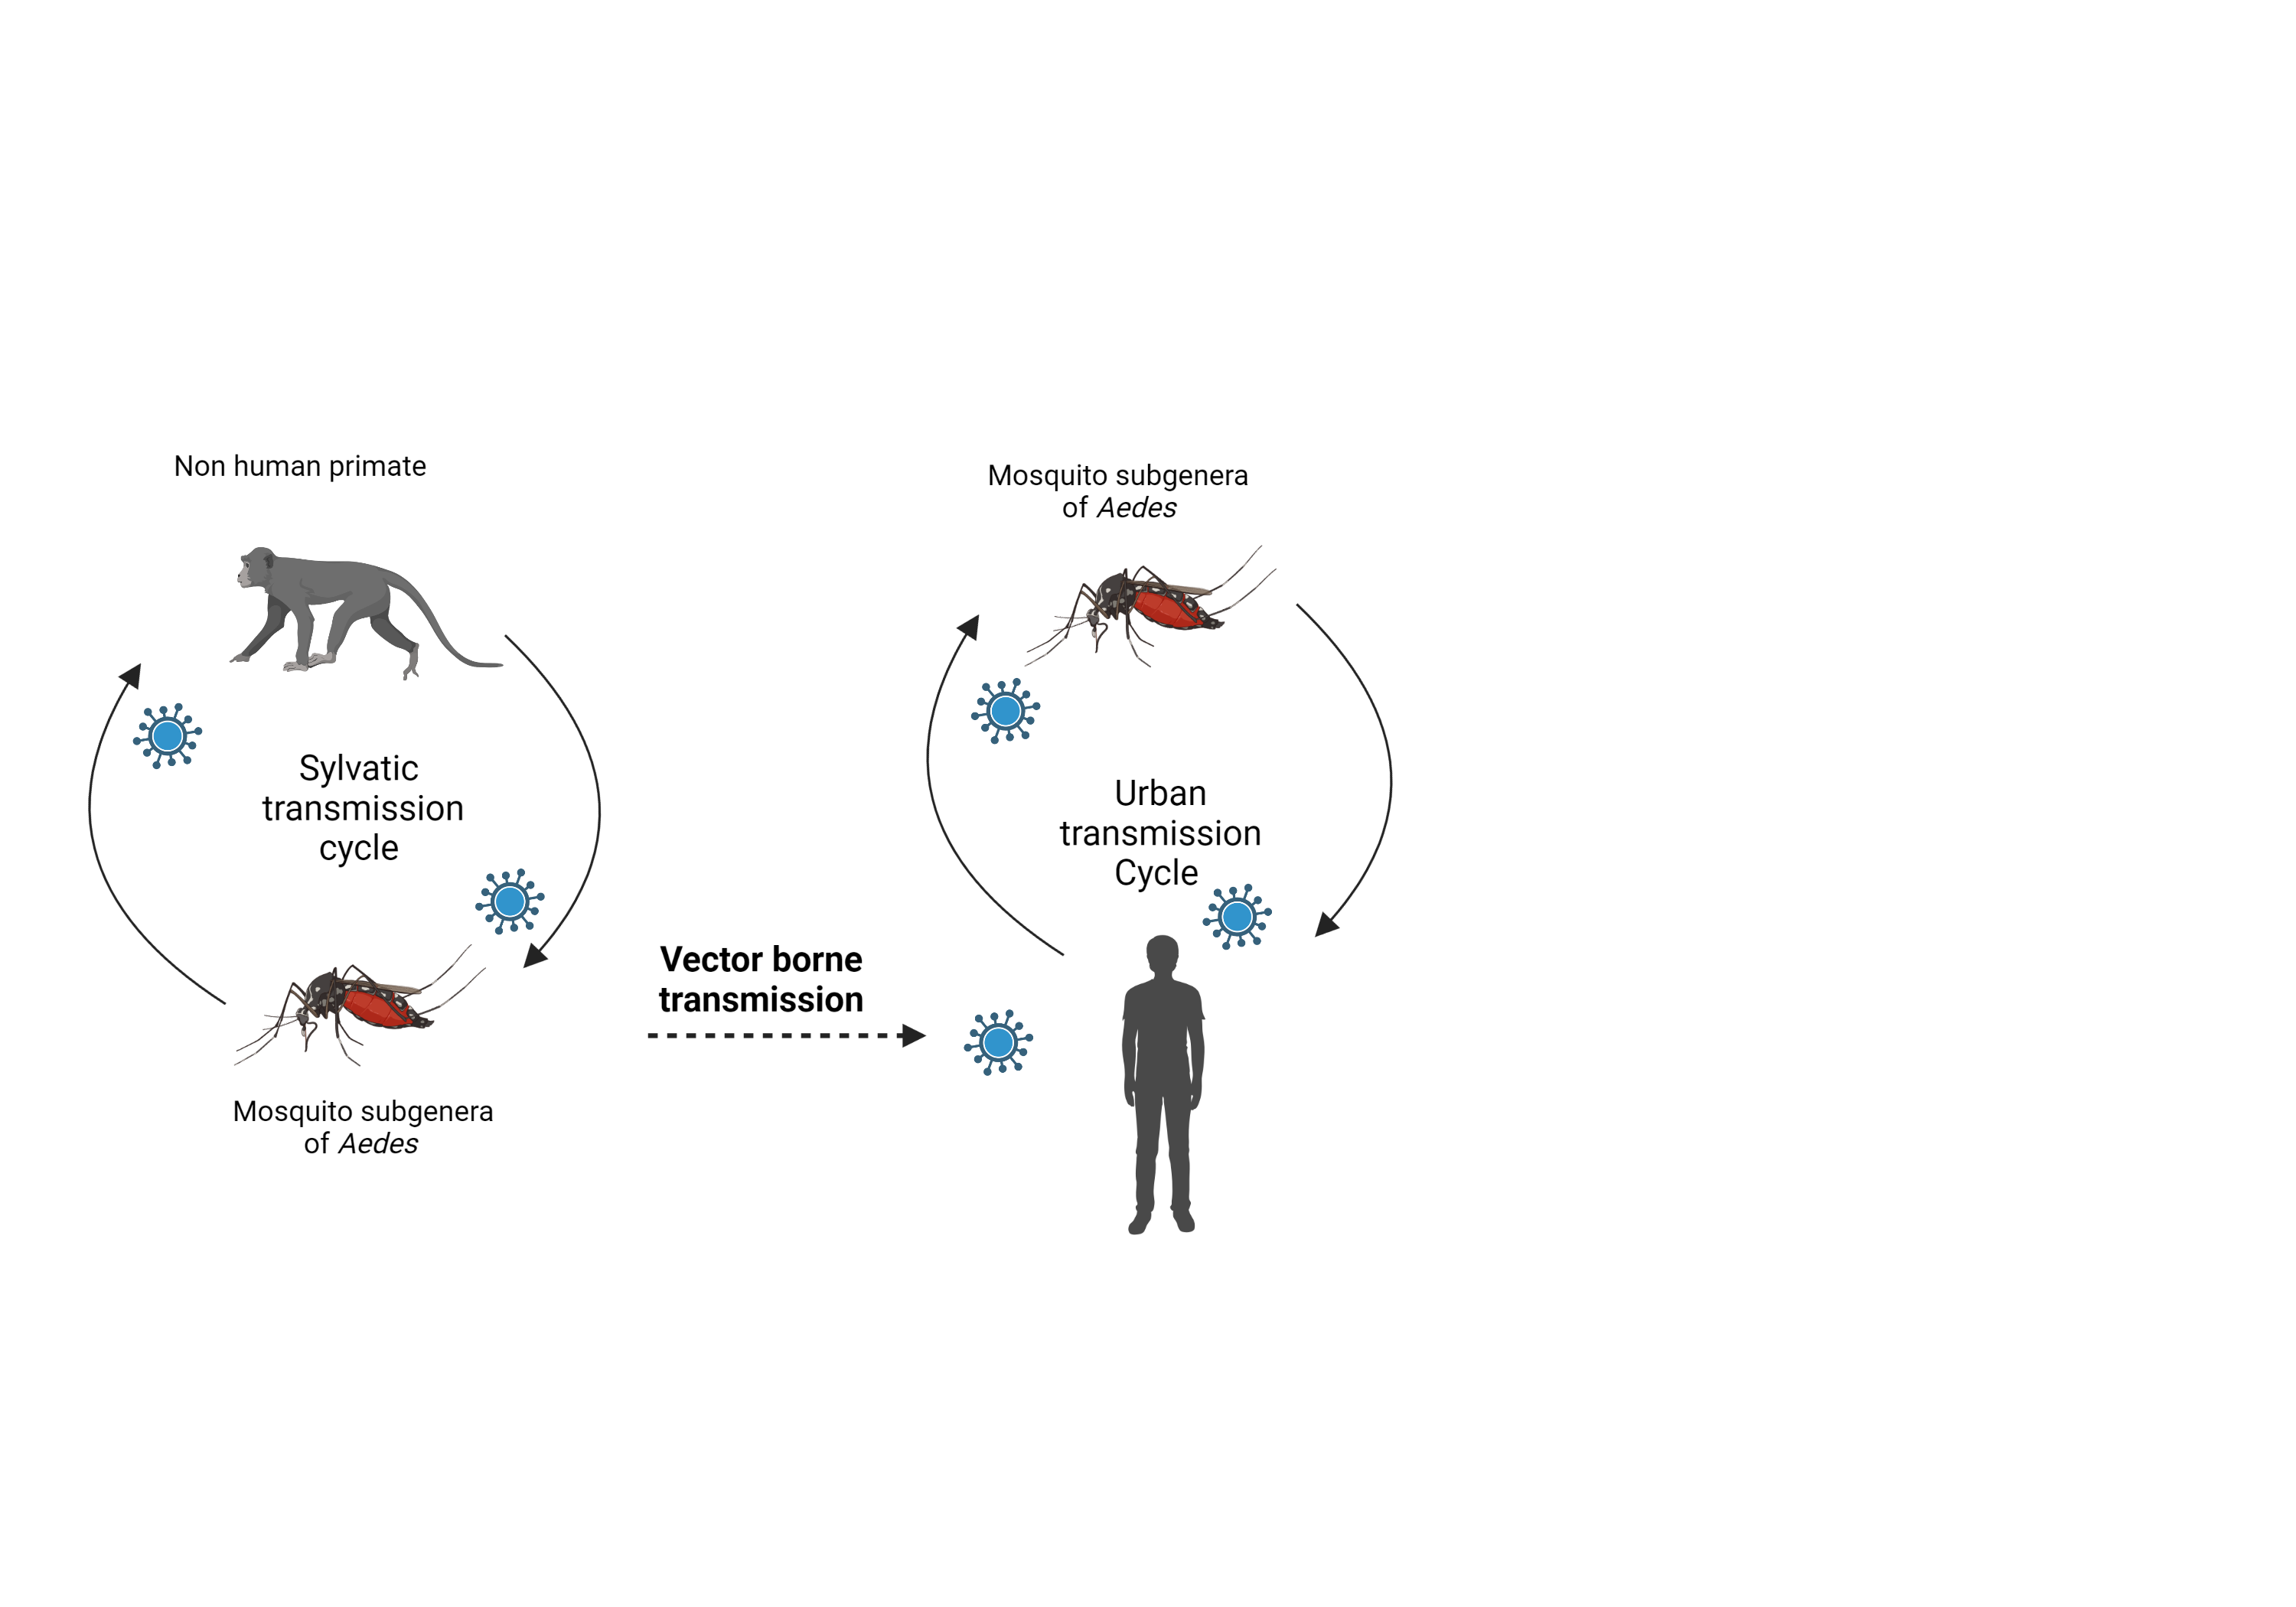 Non human primate
Sylvatic
transmission
cycle
Mosquito subgenera
of Aedes
Vector borne
transmission
Mosquito subgenera
of Aedes
Urban
transmission
Cycle